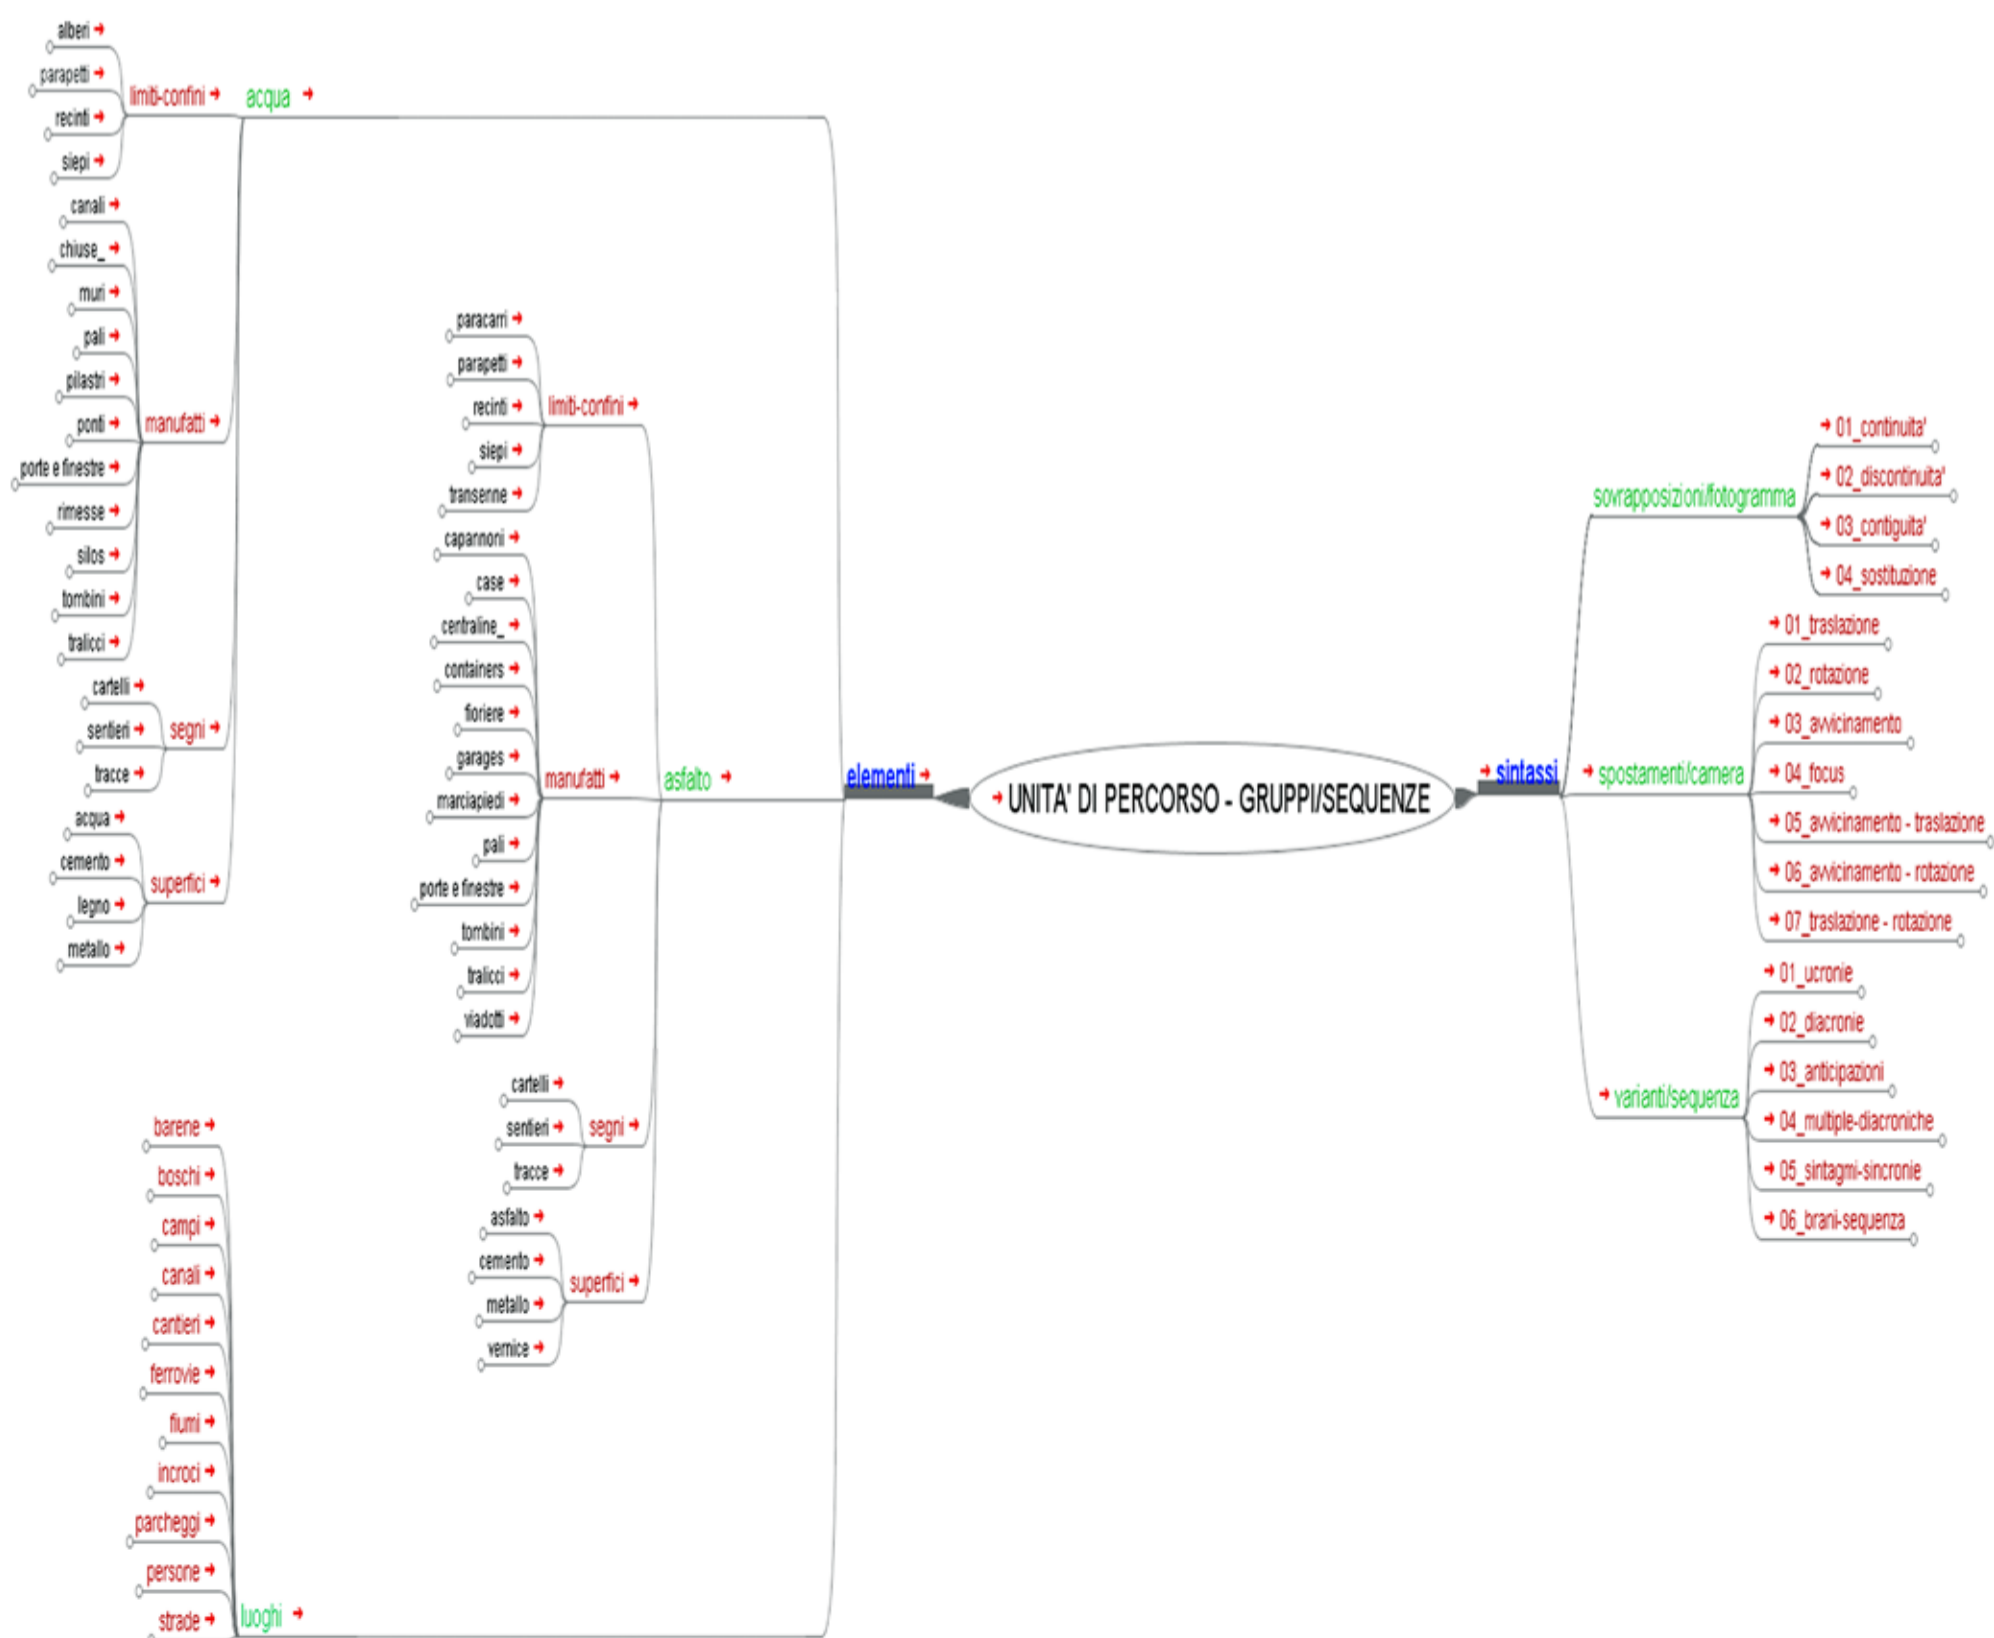 alberi
parapetti
recinti
siepi
limiti-confini
acqua
canali
chiuse_
muri
pali
pilastri
ponti
porte e finestre
rimesse
silos
tombini
tralicci
manufatti
cartelli
sentieri
tracce
segni
acqua
cemento
legno
metallo
superfici
paracarri
parapetti
recinti
siepi
transenne
limiti-confini
capannoni
case
centraline_
containers
fioriere
garages
marciapiedi
pali
porte e finestre
tombini
tralicci
viadotti
manufatti
asfalto
cartelli
sentieri
tracce
segni
asfalto
cemento
metallo
vernice
superfici
barene
boschi
campi
canali
cantieri
ferrovie
fiumi
incroci
parcheggi
persone
strade
luoghi
elementi
UNITA' DI PERCORSO - GRUPPI/SEQUENZE
sintassi
sovrapposizioni/fotogramma
01_continuita'
02_discontinuita'
03_contiguita'
04_sostituzione
spostamenti/camera
01_traslazione
02_rotazione
03_avvicinamento
04_focus
05_avvicinamento - traslazione
06_avvicinamento - rotazione
07_traslazione - rotazione
varianti/sequenza
01_ucronie
02_diacronie
03_anticipazioni
04_multiple-diacroniche
05_sintagmi-sincronie
06_brani-sequenza